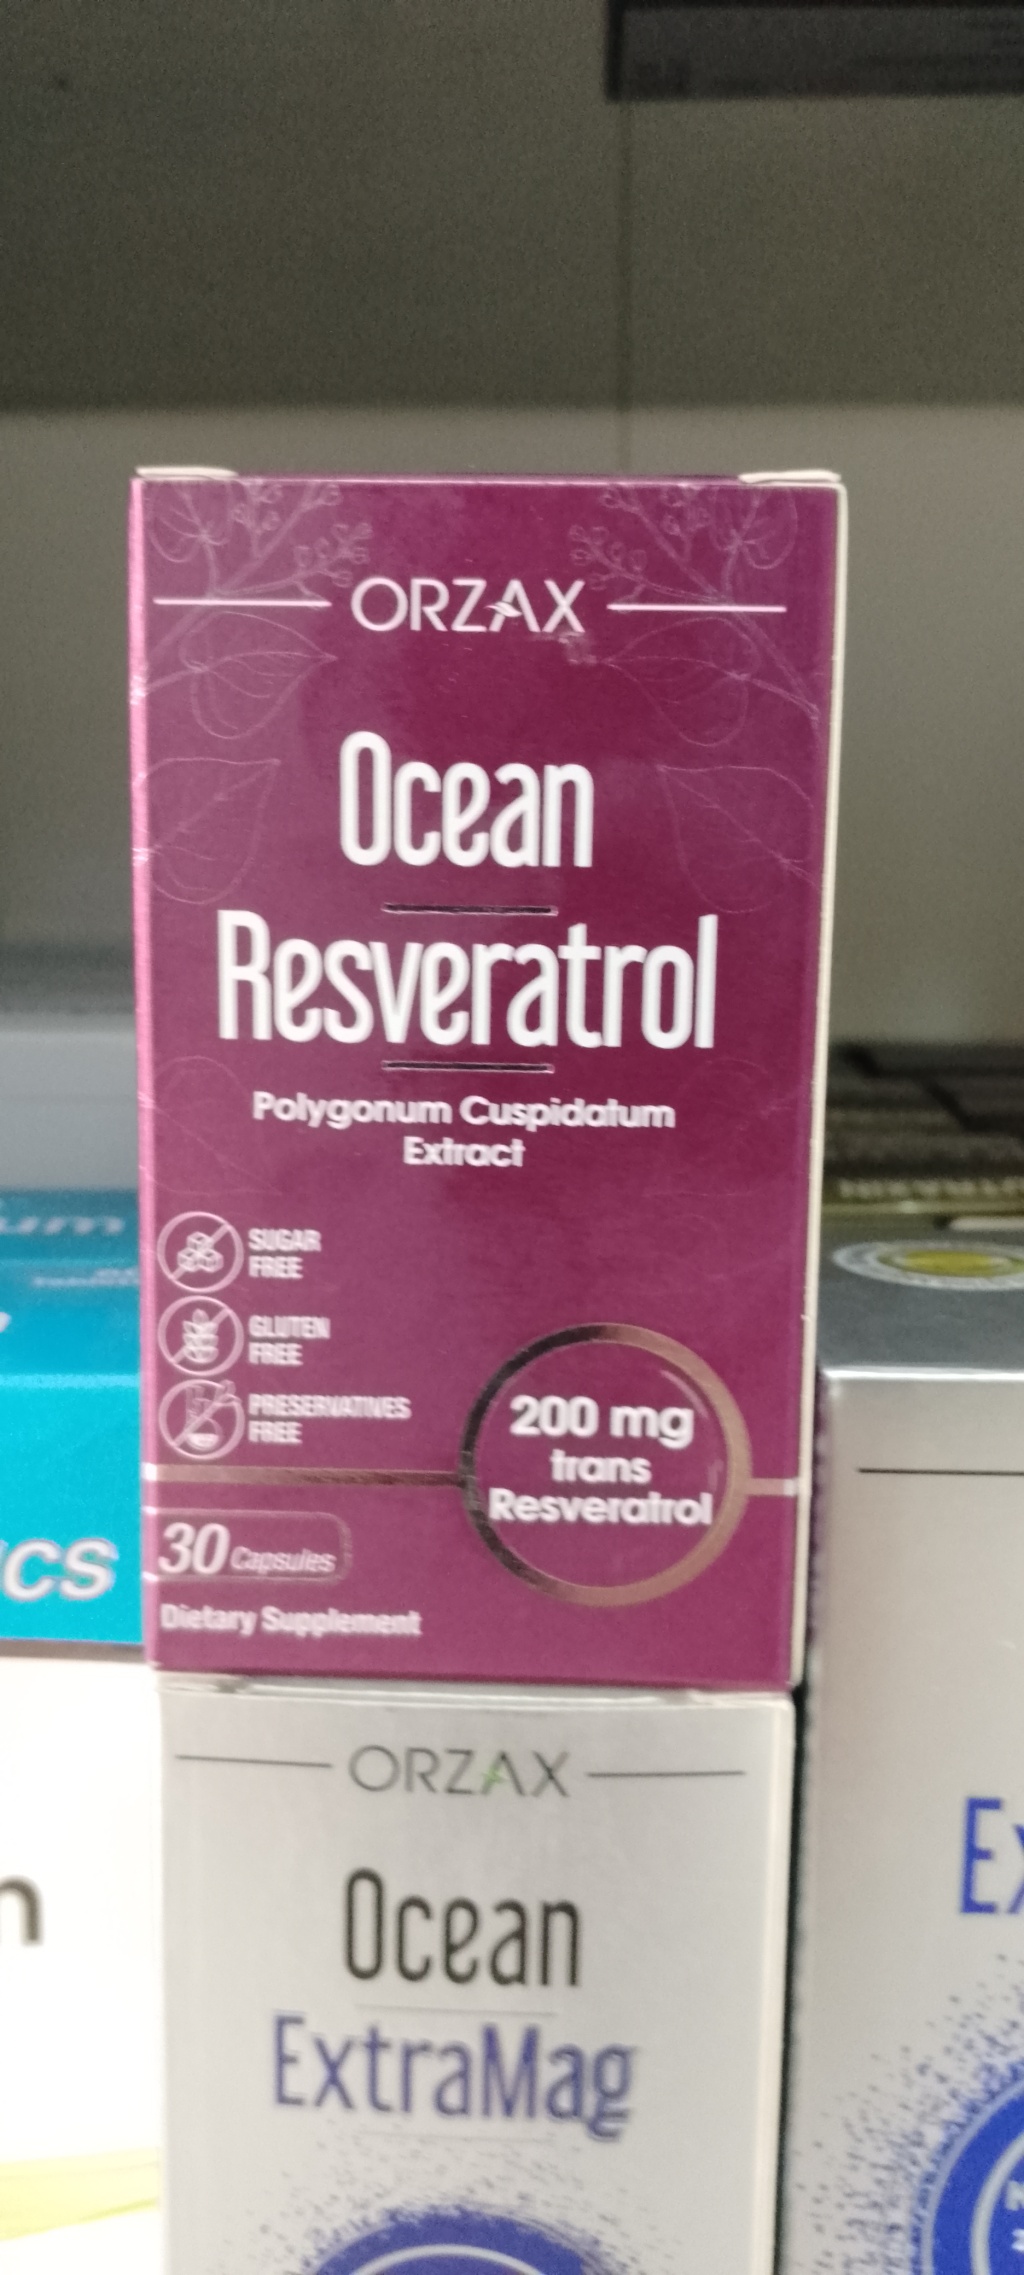 ORZAX
Ocean
Resveratrol
Polygonum Cuspidatum
Extract
SUGAR
FREE
GLUTEN
FREE
PRESERVATIVES
FREE
200 mg
trans
Resveratrol
30 Capsules
Dietary Supplement
ORZAX
Ocean
ExtraMag